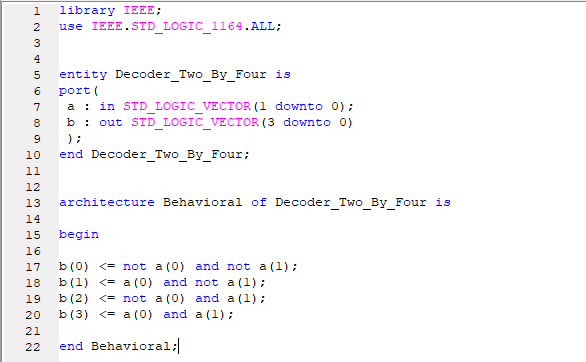 1 library IEEE;
2 use IEEE.STD_LOGIC_1164.ALL;
3
4
5 entity Decoder_Two_By_Four is
6 port(
7 a : in STD_LOGIC_VECTOR(1 downto 0);
8 b : out STD_LOGIC_VECTOR(3 downto 0)
9 );
10 end Decoder_Two_By_Four;
11
12
13 architecture Behavioral of Decoder_Two_By_Four is
14
15 begin
16
17 b(0) <= not a(0) and not a(1);
18 b(1) <= a(0) and not a(1);
19 b(2) <= not a(0) and a(1);
20 b(3) <= a(0) and a(1);
21
22 end Behavioral;